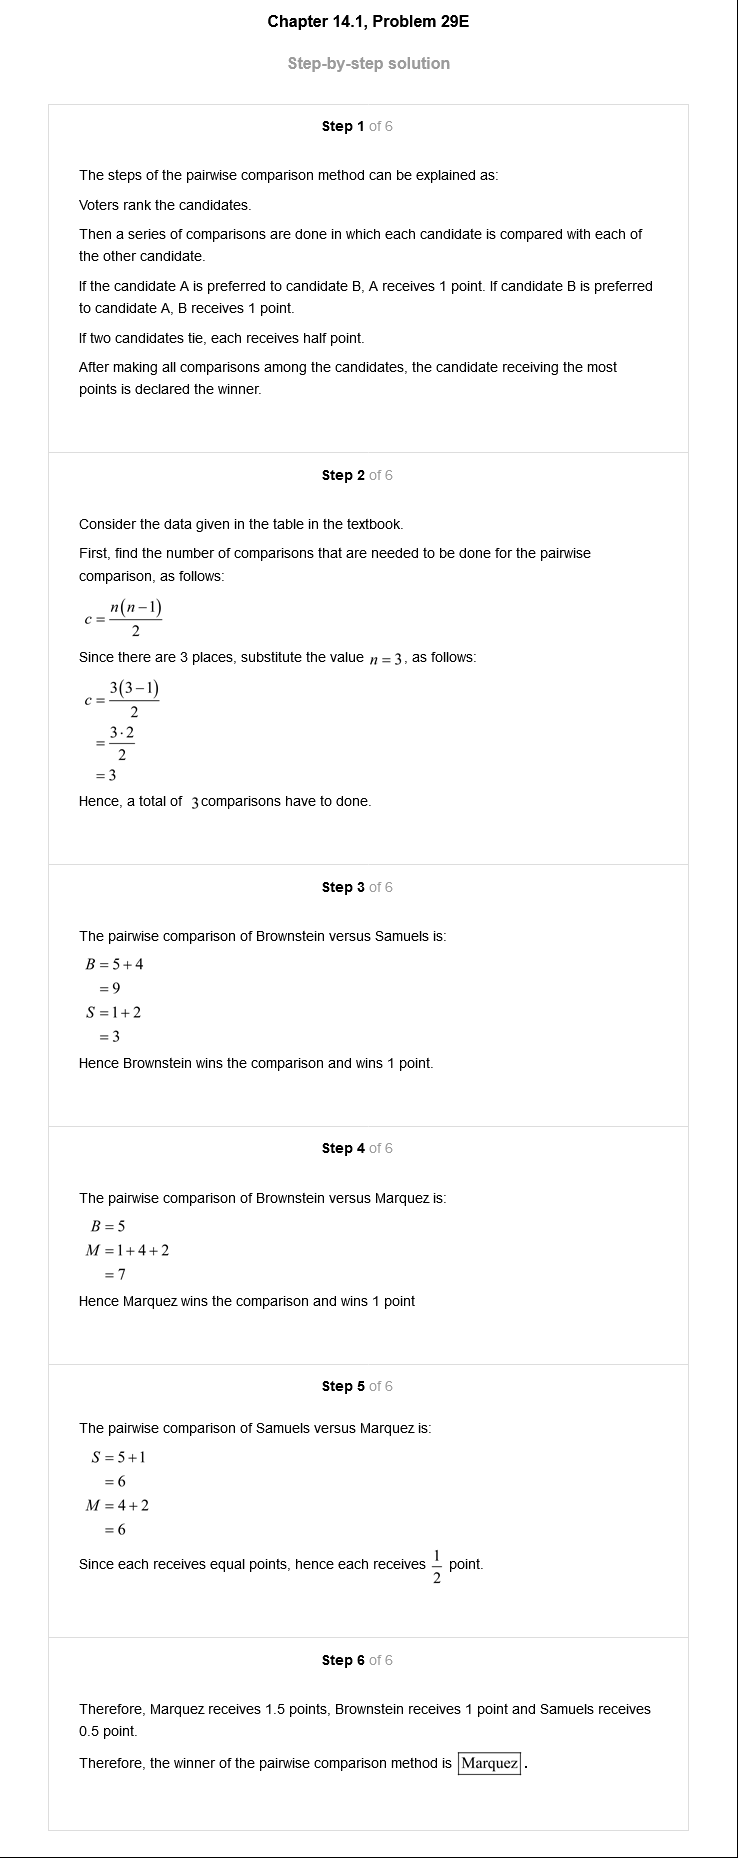 Chapter 14.1, Problem 29E
Step-by-step solution
Step 1 of 6
The steps of the pairwise comparison method can be explained as:
Voters rank the candidates.
Then a series of comparisons are done in which each candidate is compared with each of
the other candidate.
If the candidate A is preferred to candidate B, A receives 1 point. If candidate B is preferred
to candidate A, B receives 1 point.
If two candidates tie, each receives half point.
After making all comparisons among the candidates, the candidate receiving the most
points is declared the winner.
Step 2 of 6
Consider the data given in the table in the textbook.
First, find the number of comparisons that are needed to be done for the pairwise
comparison, as follows:
c = n(n−1)/2
Since there are 3 places, substitute the value n = 3, as follows:
c = 3(3−1)/2
= 3·2/2
= 3
Hence, a total of 3 comparisons have to done.
Step 3 of 6
The pairwise comparison of Brownstein versus Samuels is:
B = 5 + 4
= 9
S = 1 + 2
= 3
Hence Brownstein wins the comparison and wins 1 point.
Step 4 of 6
The pairwise comparison of Brownstein versus Marquez is:
B = 5
M = 1 + 4 + 2
= 7
Hence Marquez wins the comparison and wins 1 point
Step 5 of 6
The pairwise comparison of Samuels versus Marquez is:
S = 5 + 1
= 6
M = 4 + 2
= 6
Since each receives equal points, hence each receives 1/2 point.
Step 6 of 6
Therefore, Marquez receives 1.5 points, Brownstein receives 1 point and Samuels receives
0.5 point.
Therefore, the winner of the pairwise comparison method is Marquez.